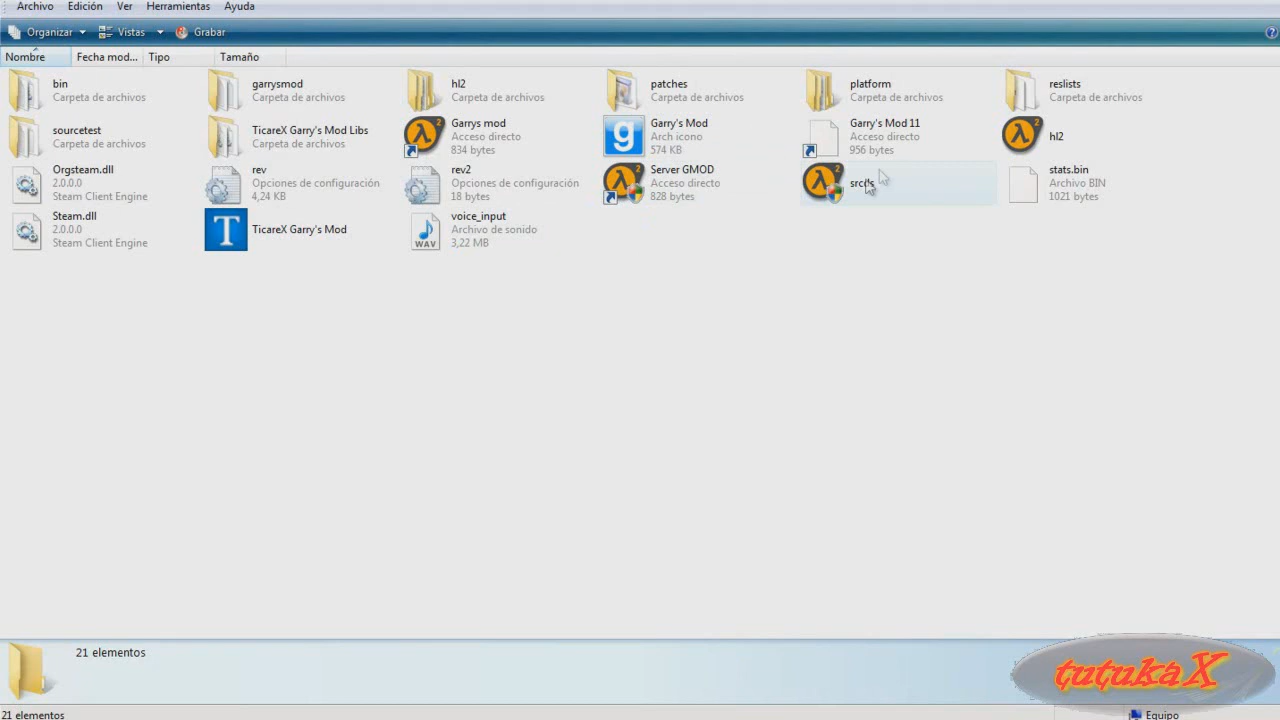 Archivo Edición Ver Herramientas Ayuda
Organizar Vistas Grabar
Nombre Fecha mod... Tipo Tamaño
bin
Carpeta de archivos
garrysmod
Carpeta de archivos
hl2
Carpeta de archivos
patches
Carpeta de archivos
platform
Carpeta de archivos
reslists
Carpeta de archivos
sourcetest
Carpeta de archivos
TicareX Garry's Mod Libs
Carpeta de archivos
Garrys mod
Acceso directo
834 bytes
Garry's Mod
Arch icono
574 KB
Garry's Mod 11
Acceso directo
956 bytes
hl2
Orgsteam.dll
2.0.0.0
Steam Client Engine
rev
Opciones de configuración
4,24 KB
rev2
Opciones de configuración
18 bytes
Server GMOD
Acceso directo
828 bytes
srcds
stats.bin
Archivo BIN
1021 bytes
Steam.dll
2.0.0.0
Steam Client Engine
TicareX Garry's Mod
voice_input
Archivo de sonido
3,22 MB
21 elementos
tutukaX
21 elementos
Equipo